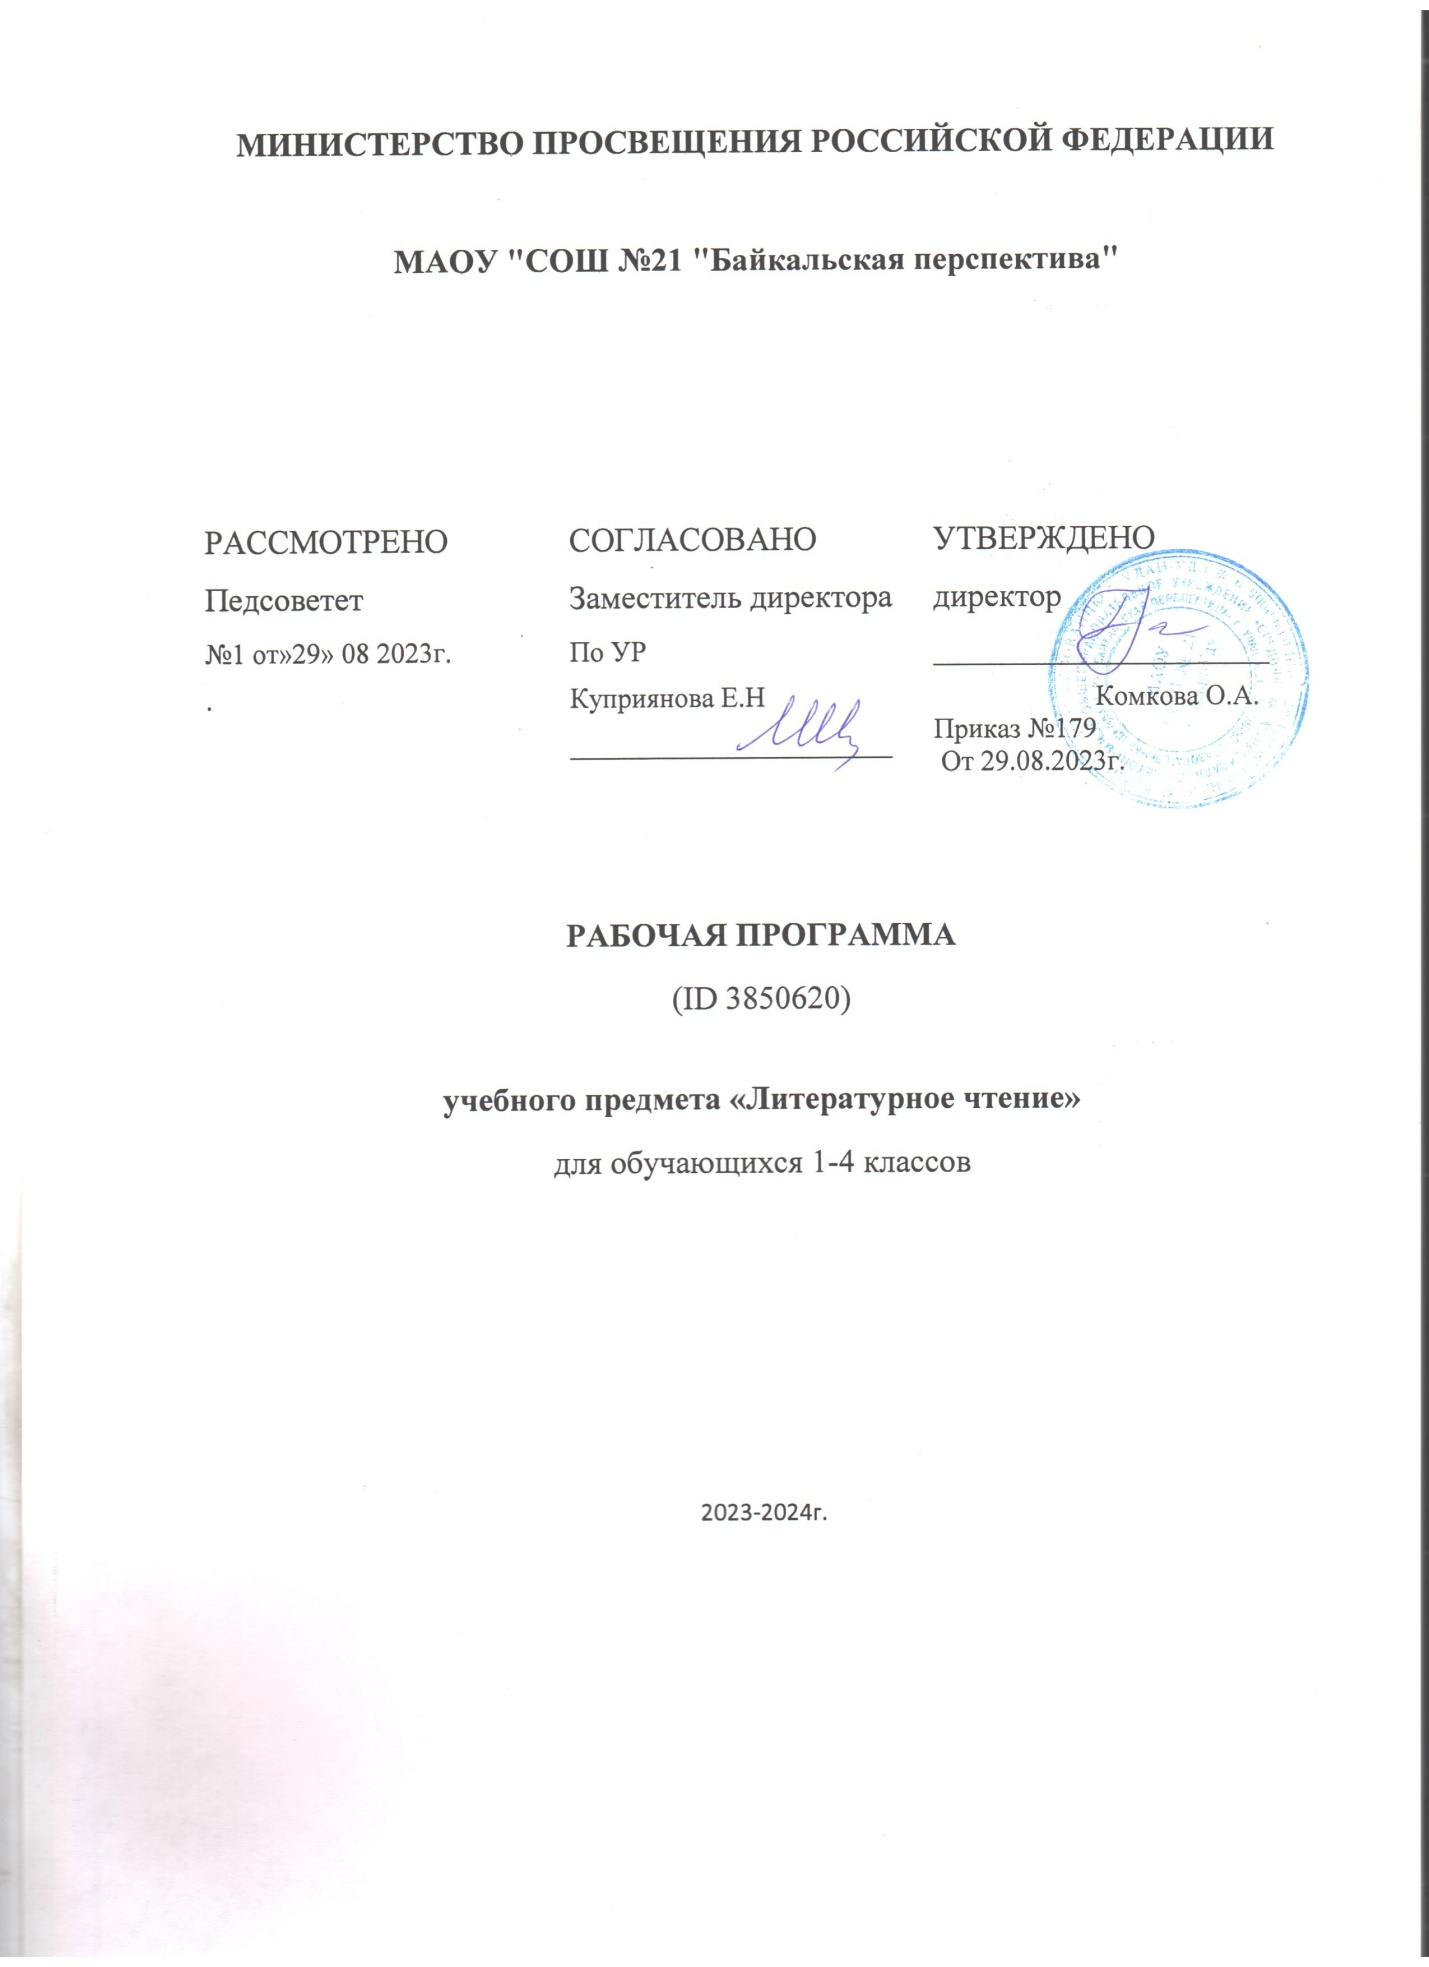 МИНИСТЕРСТВО ПРОСВЕЩЕНИЯ РОССИЙСКОЙ ФЕДЕРАЦИИ
МАОУ "СОШ №21 "Байкальская перспектива"
РАССМОТРЕНО
Педсоветет
№1 от»29» 08 2023г.
.
СОГЛАСОВАНО
Заместитель директора
По УР
Куприянова Е.Н
УТВЕРЖДЕНО
директор
Комкова О.А.
Приказ №179
От 29.08.2023г.
РАБОЧАЯ ПРОГРАММА
(ID 3850620)
учебного предмета «Литературное чтение»
для обучающихся 1-4 классов
2023-2024г.